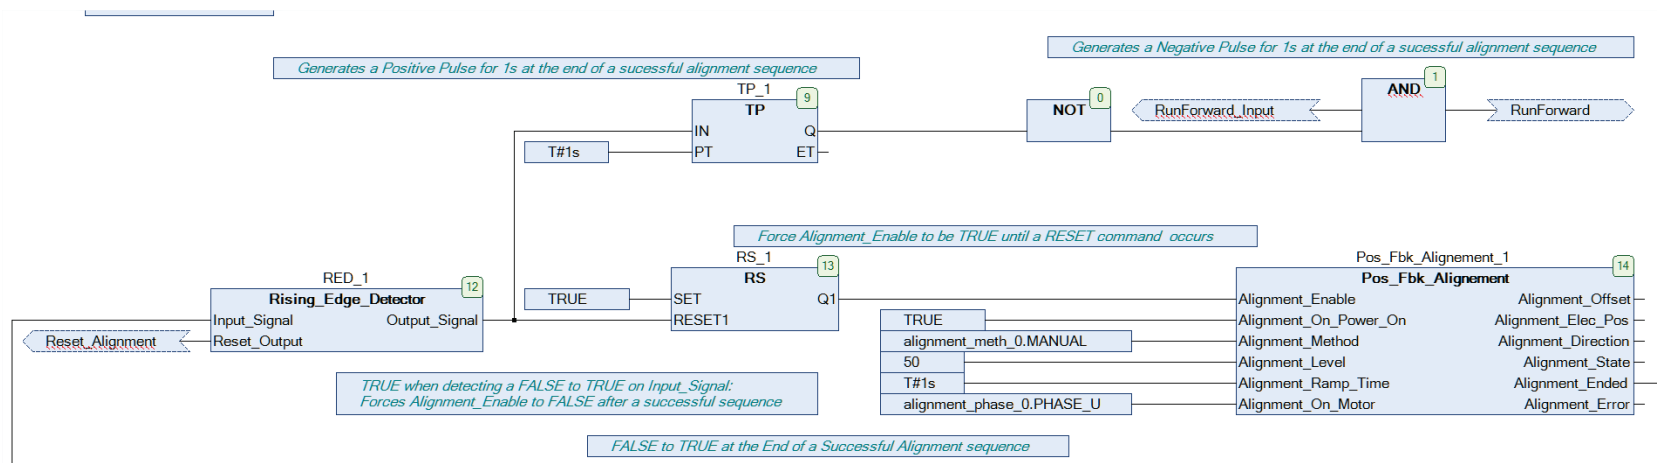 Generates a Negative Pulse for 1s at the end of a sucessful alignment sequence
Generates a Positive Pulse for 1s at the end of a sucessful alignment sequence
TP_1
TP
9
IN
Q
PT
ET
T#1s
NOT
0
RunForward_Input
AND
1
RunForward
Force Alignment_Enable to be TRUE until a RESET command occurs
RED_1
Rising_Edge_Detector
12
Input_Signal
Output_Signal
Reset_Output
Reset_Alignment
RS_1
RS
13
SET
Q1
RESET1
TRUE
Pos_Fbk_Alignement_1
Pos_Fbk_Alignement
14
Alignment_Enable
Alignment_Offset
TRUE
Alignment_On_Power_On
Alignment_Elec_Pos
alignment_meth_0.MANUAL
Alignment_Method
Alignment_Direction
50
Alignment_Level
Alignment_State
T#1s
Alignment_Ramp_Time
Alignment_Ended
alignment_phase_0.PHASE_U
Alignment_On_Motor
Alignment_Error
TRUE when detecting a FALSE to TRUE on Input_Signal:
Forces Alignment_Enable to FALSE after a successful sequence
FALSE to TRUE at the End of a Successful Alignment sequence